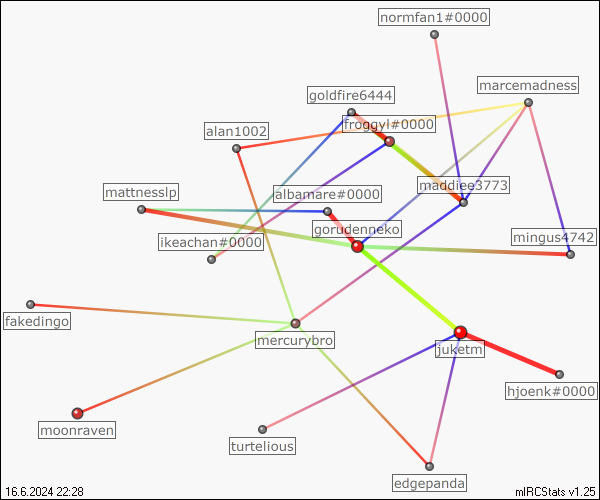 normfan1#0000
marcemadness
goldfire6444
froggyl#0000
alan1002
maddiee3773
albamare#0000
mattnesslp
gorudenneko
mingus4742
ikeachan#0000
fakedingo
mercurybro
juketm
hjoenk#0000
moonraven
turtelious
edgepanda
16.6.2024 22:28
mIRCStats v1.25